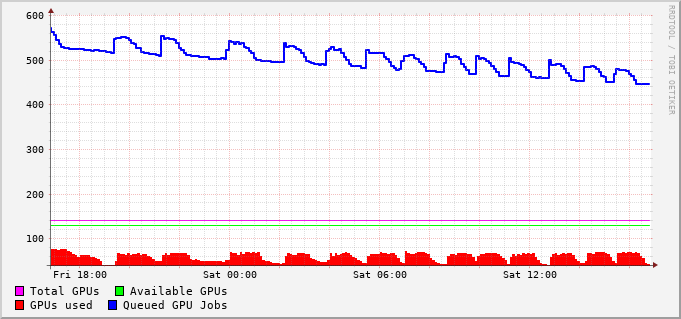 600
500
400
300
200
100
Fri 18:00 Sat 00:00 Sat 06:00 Sat 12:00
Total GPUs Available GPUs
GPUs used Queued GPU Jobs
RRDTOOL / TOBI OETIKER